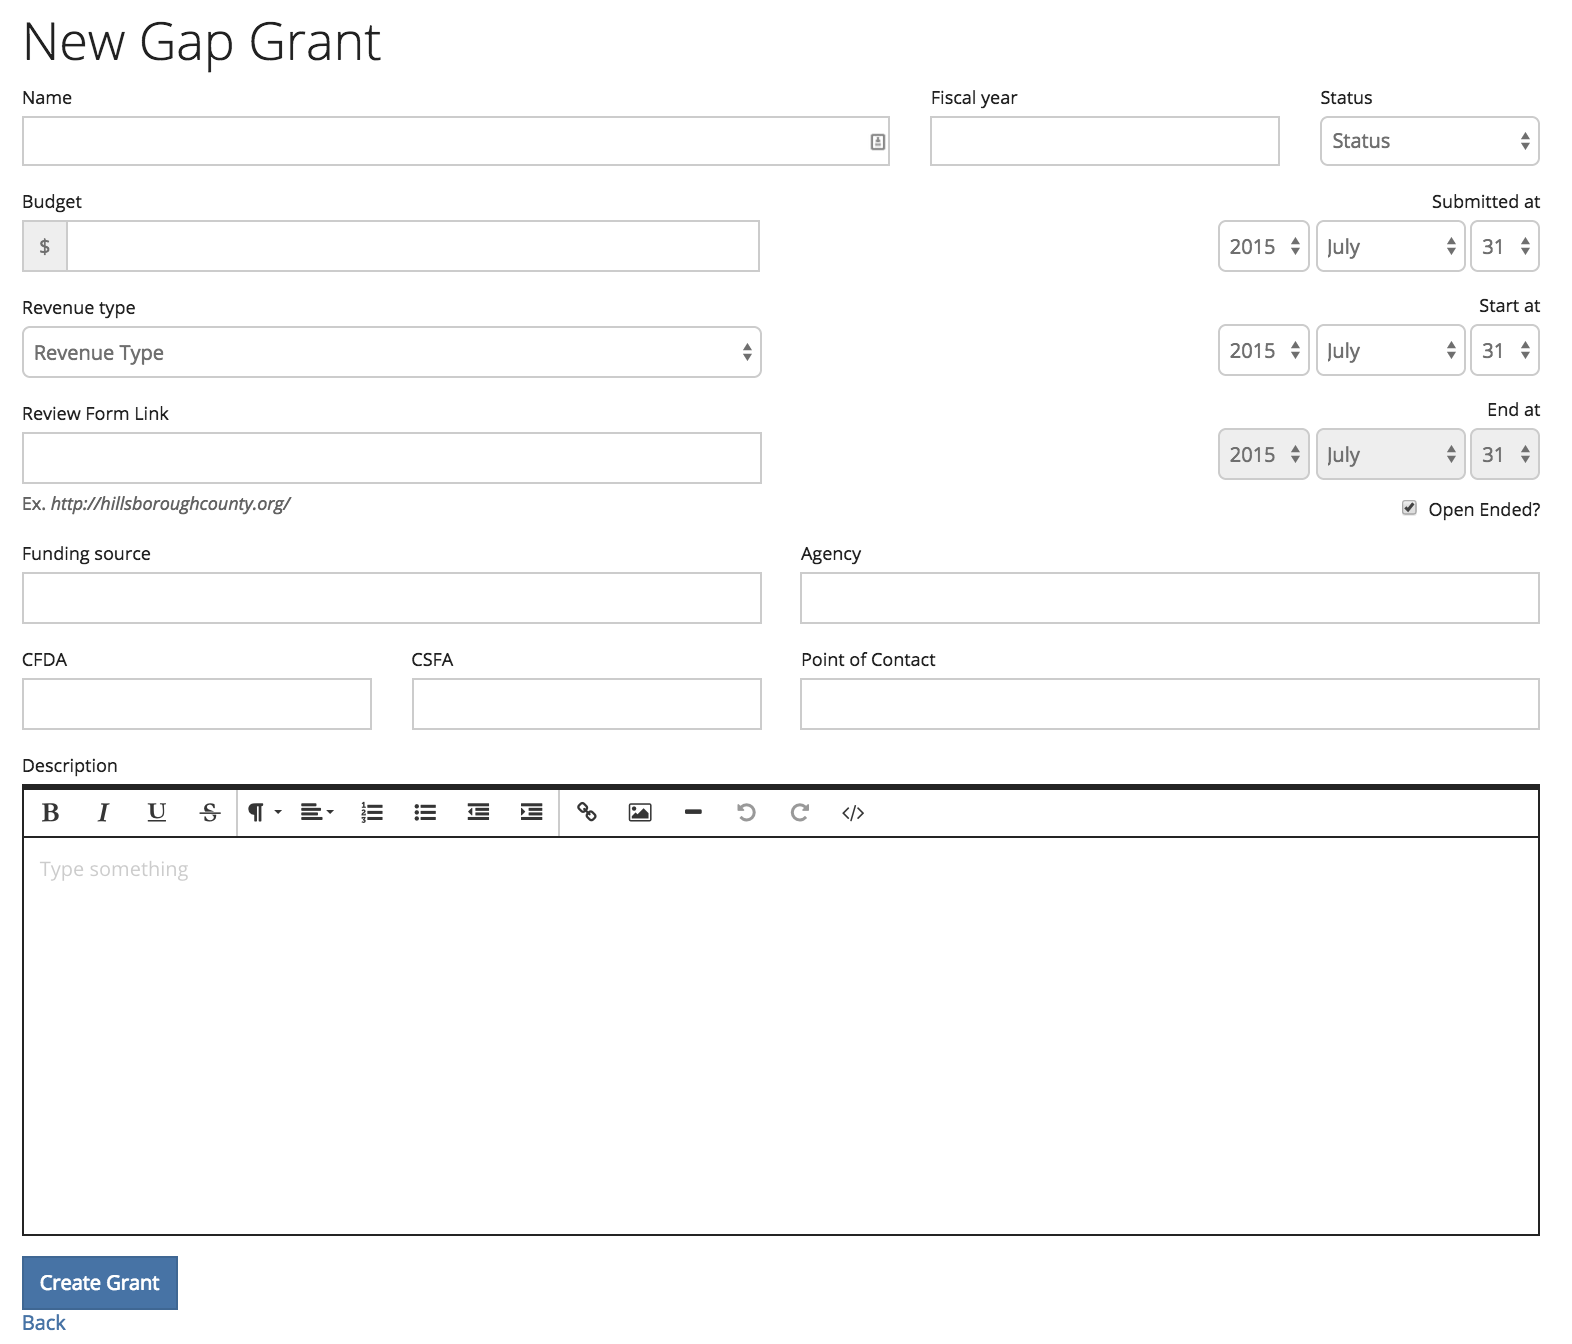 New Gap Grant
Name Fiscal year Status
Status
Budget Submitted at
$ 2015 July 31
Revenue type Start at
Revenue Type 2015 July 31
Review Form Link End at
2015 July 31
Ex. http://hillsboroughcounty.org/ Open Ended?
Funding source Agency
CFDA CSFA Point of Contact
Description
B I U S ¶ </>
Type something
Create Grant
Back